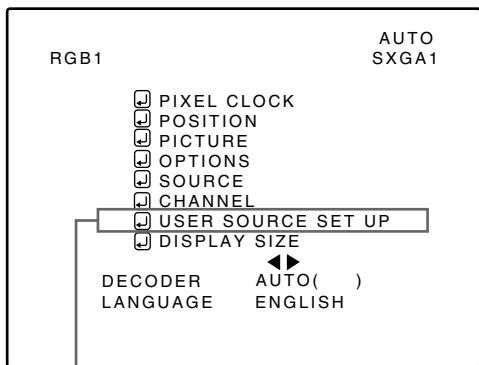 AUTO
RGB1 SXGA1
PIXEL CLOCK
POSITION
PICTURE
OPTIONS
SOURCE
CHANNEL
USER SOURCE SET UP
DISPLAY SIZE
DECODER AUTO( )
LANGUAGE ENGLISH